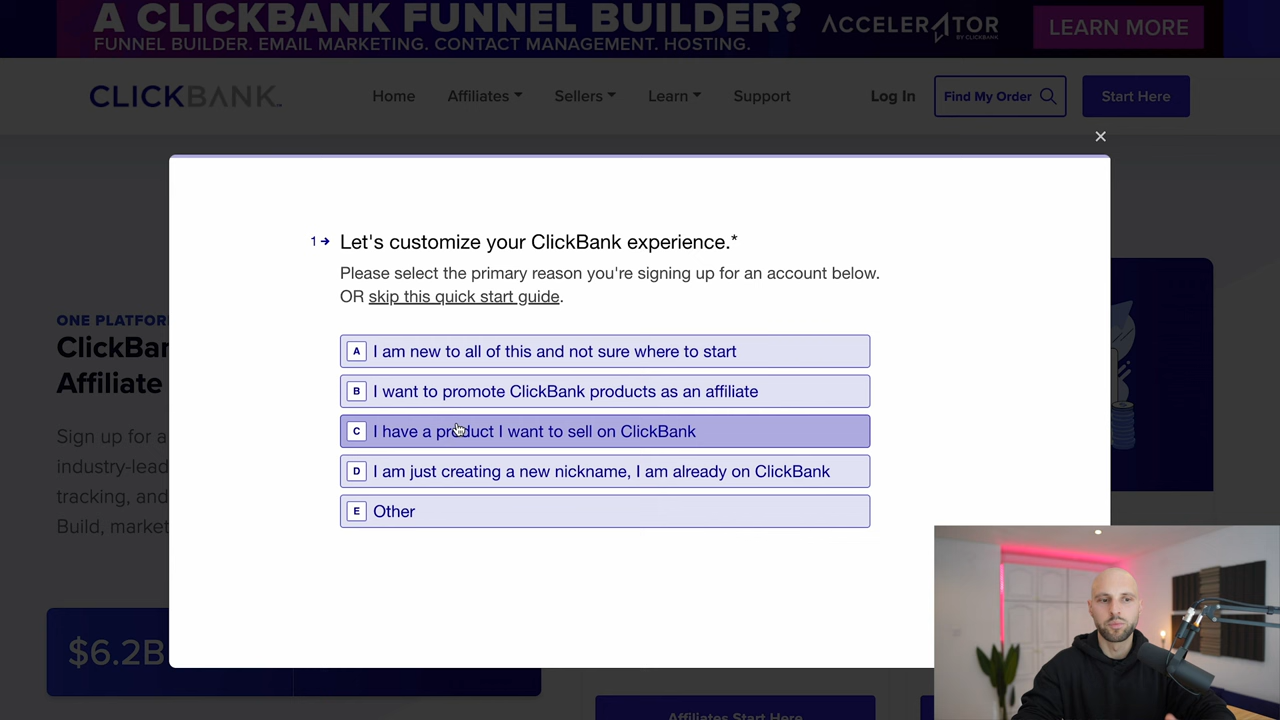 A CLICKBANK FUNNEL BUILDER?
FUNNEL BUILDER. EMAIL MARKETING. CONTACT MANAGEMENT. HOSTING.
ACCELERATOR
BY CLICKBANK
LEARN MORE
CLICKBANK.
Home
Affiliates
Sellers
Learn
Support
Log In
Find My Order
Start Here
×
1→ Let's customize your ClickBank experience.*
Please select the primary reason you're signing up for an account below.
OR skip this quick start guide.
A I am new to all of this and not sure where to start
B I want to promote ClickBank products as an affiliate
C I have a product I want to sell on ClickBank
D I am just creating a new nickname, I am already on ClickBank
E Other
ONE PLATFOR
ClickBar
Affiliate
Sign up for a
industry-lead
tracking, and
Build, market
$6.2B
Affiliates Start Here